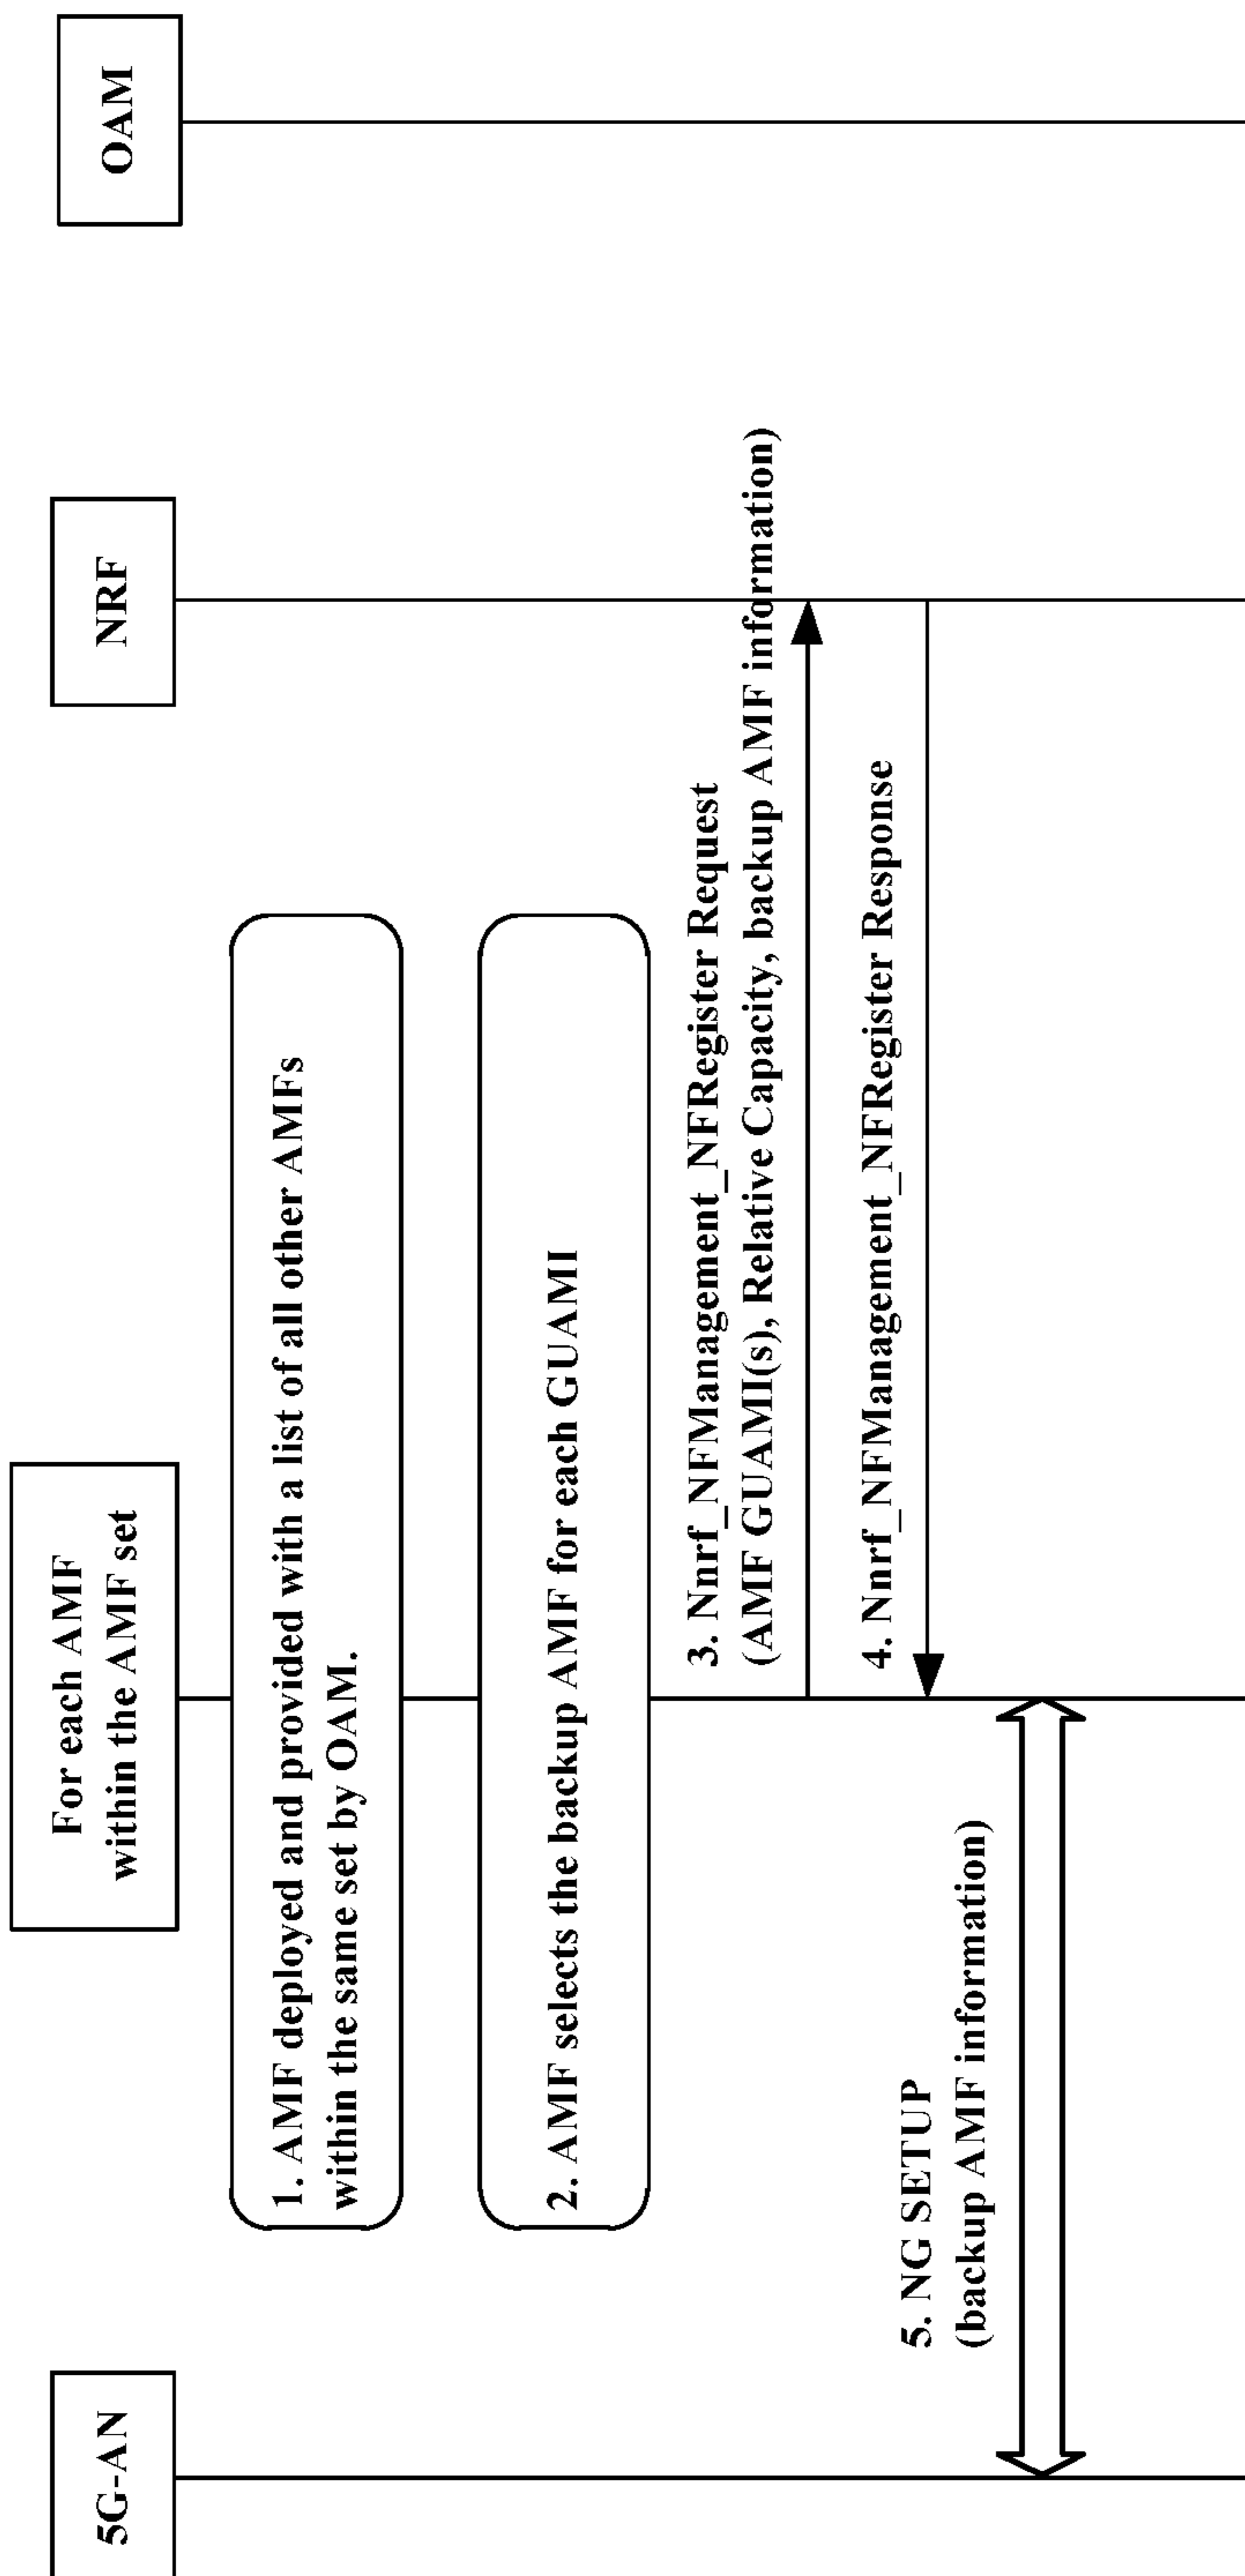 5G-AN
For each AMF
within the AMF set
NRF
OAM
1. AMF deployed and provided with a list of all other AMFs
within the same set by OAM.
2. AMF selects the backup AMF for each GUAMI
3. Nnrf_NFManagement_NFRegister Request
(AMF GUAMI(s), Relative Capacity, backup AMF information)
4. Nnrf_NFManagement_NFRegister Response
5. NG SETUP
(backup AMF information)